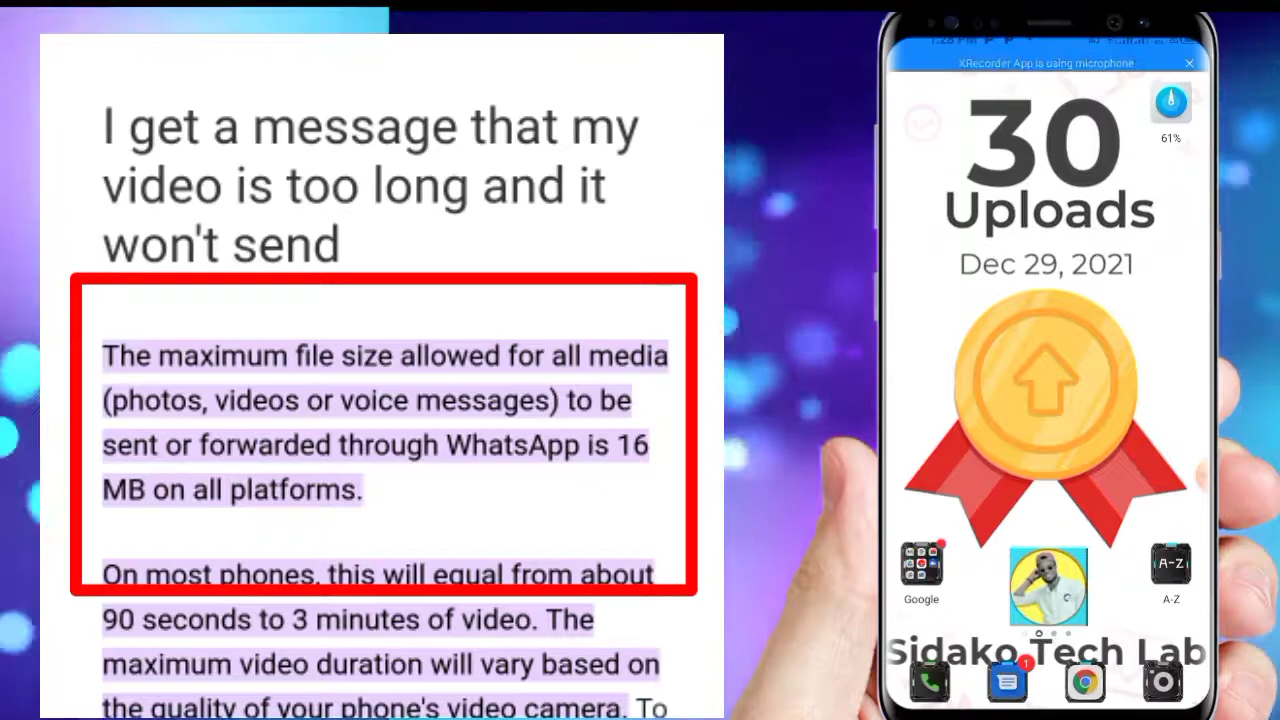 I get a message that my
video is too long and it
won't send
The maximum file size allowed for all media
(photos, videos or voice messages) to be
sent or forwarded through WhatsApp is 16
MB on all platforms.
On most phones, this will equal from about
90 seconds to 3 minutes of video. The
maximum video duration will vary based on
the quality of your phone's video camera. To
1:28 PM
XRecorder App is using microphone
61%
30
Uploads
Dec 29, 2021
Google
A-Z
A-Z
Sidako Tech Lab
1